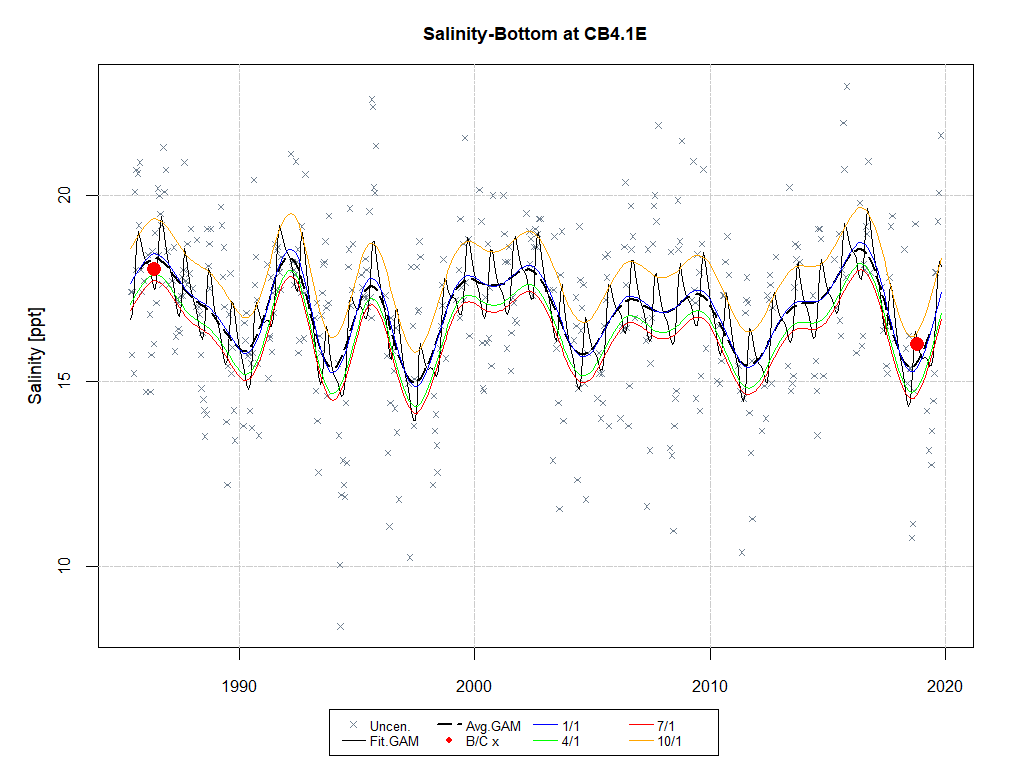 Salinity-Bottom at CB4.1E
Salinity [ppt]
20
15
10
1990 2000 2010 2020
Uncen. Avg.GAM 1/1 7/1
Fit.GAM B/C x 4/1 10/1